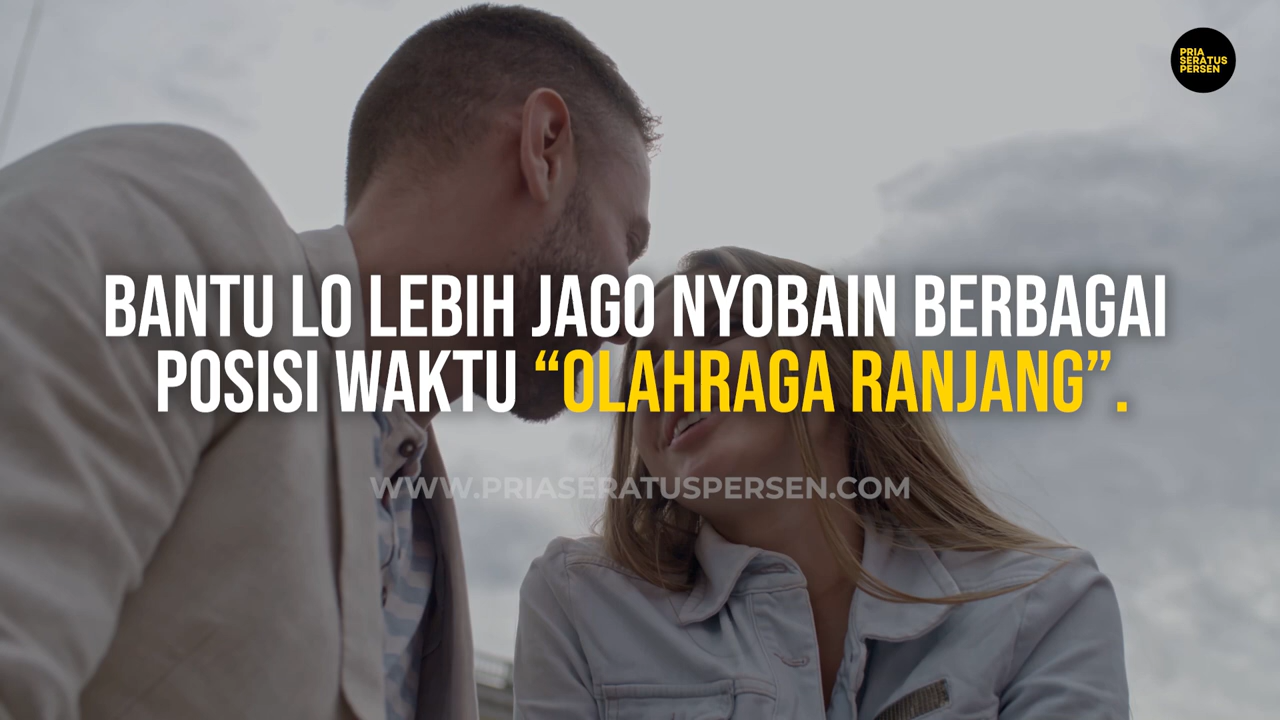 PRIA
SERATUS
PERSEN
BANTU LO LEBIH JAGO NYOBAIN BERBAGAI
POSISI WAKTU “OLAHRAGA RANJANG”.
WWW.PRIASERATUSPERSEN.COM